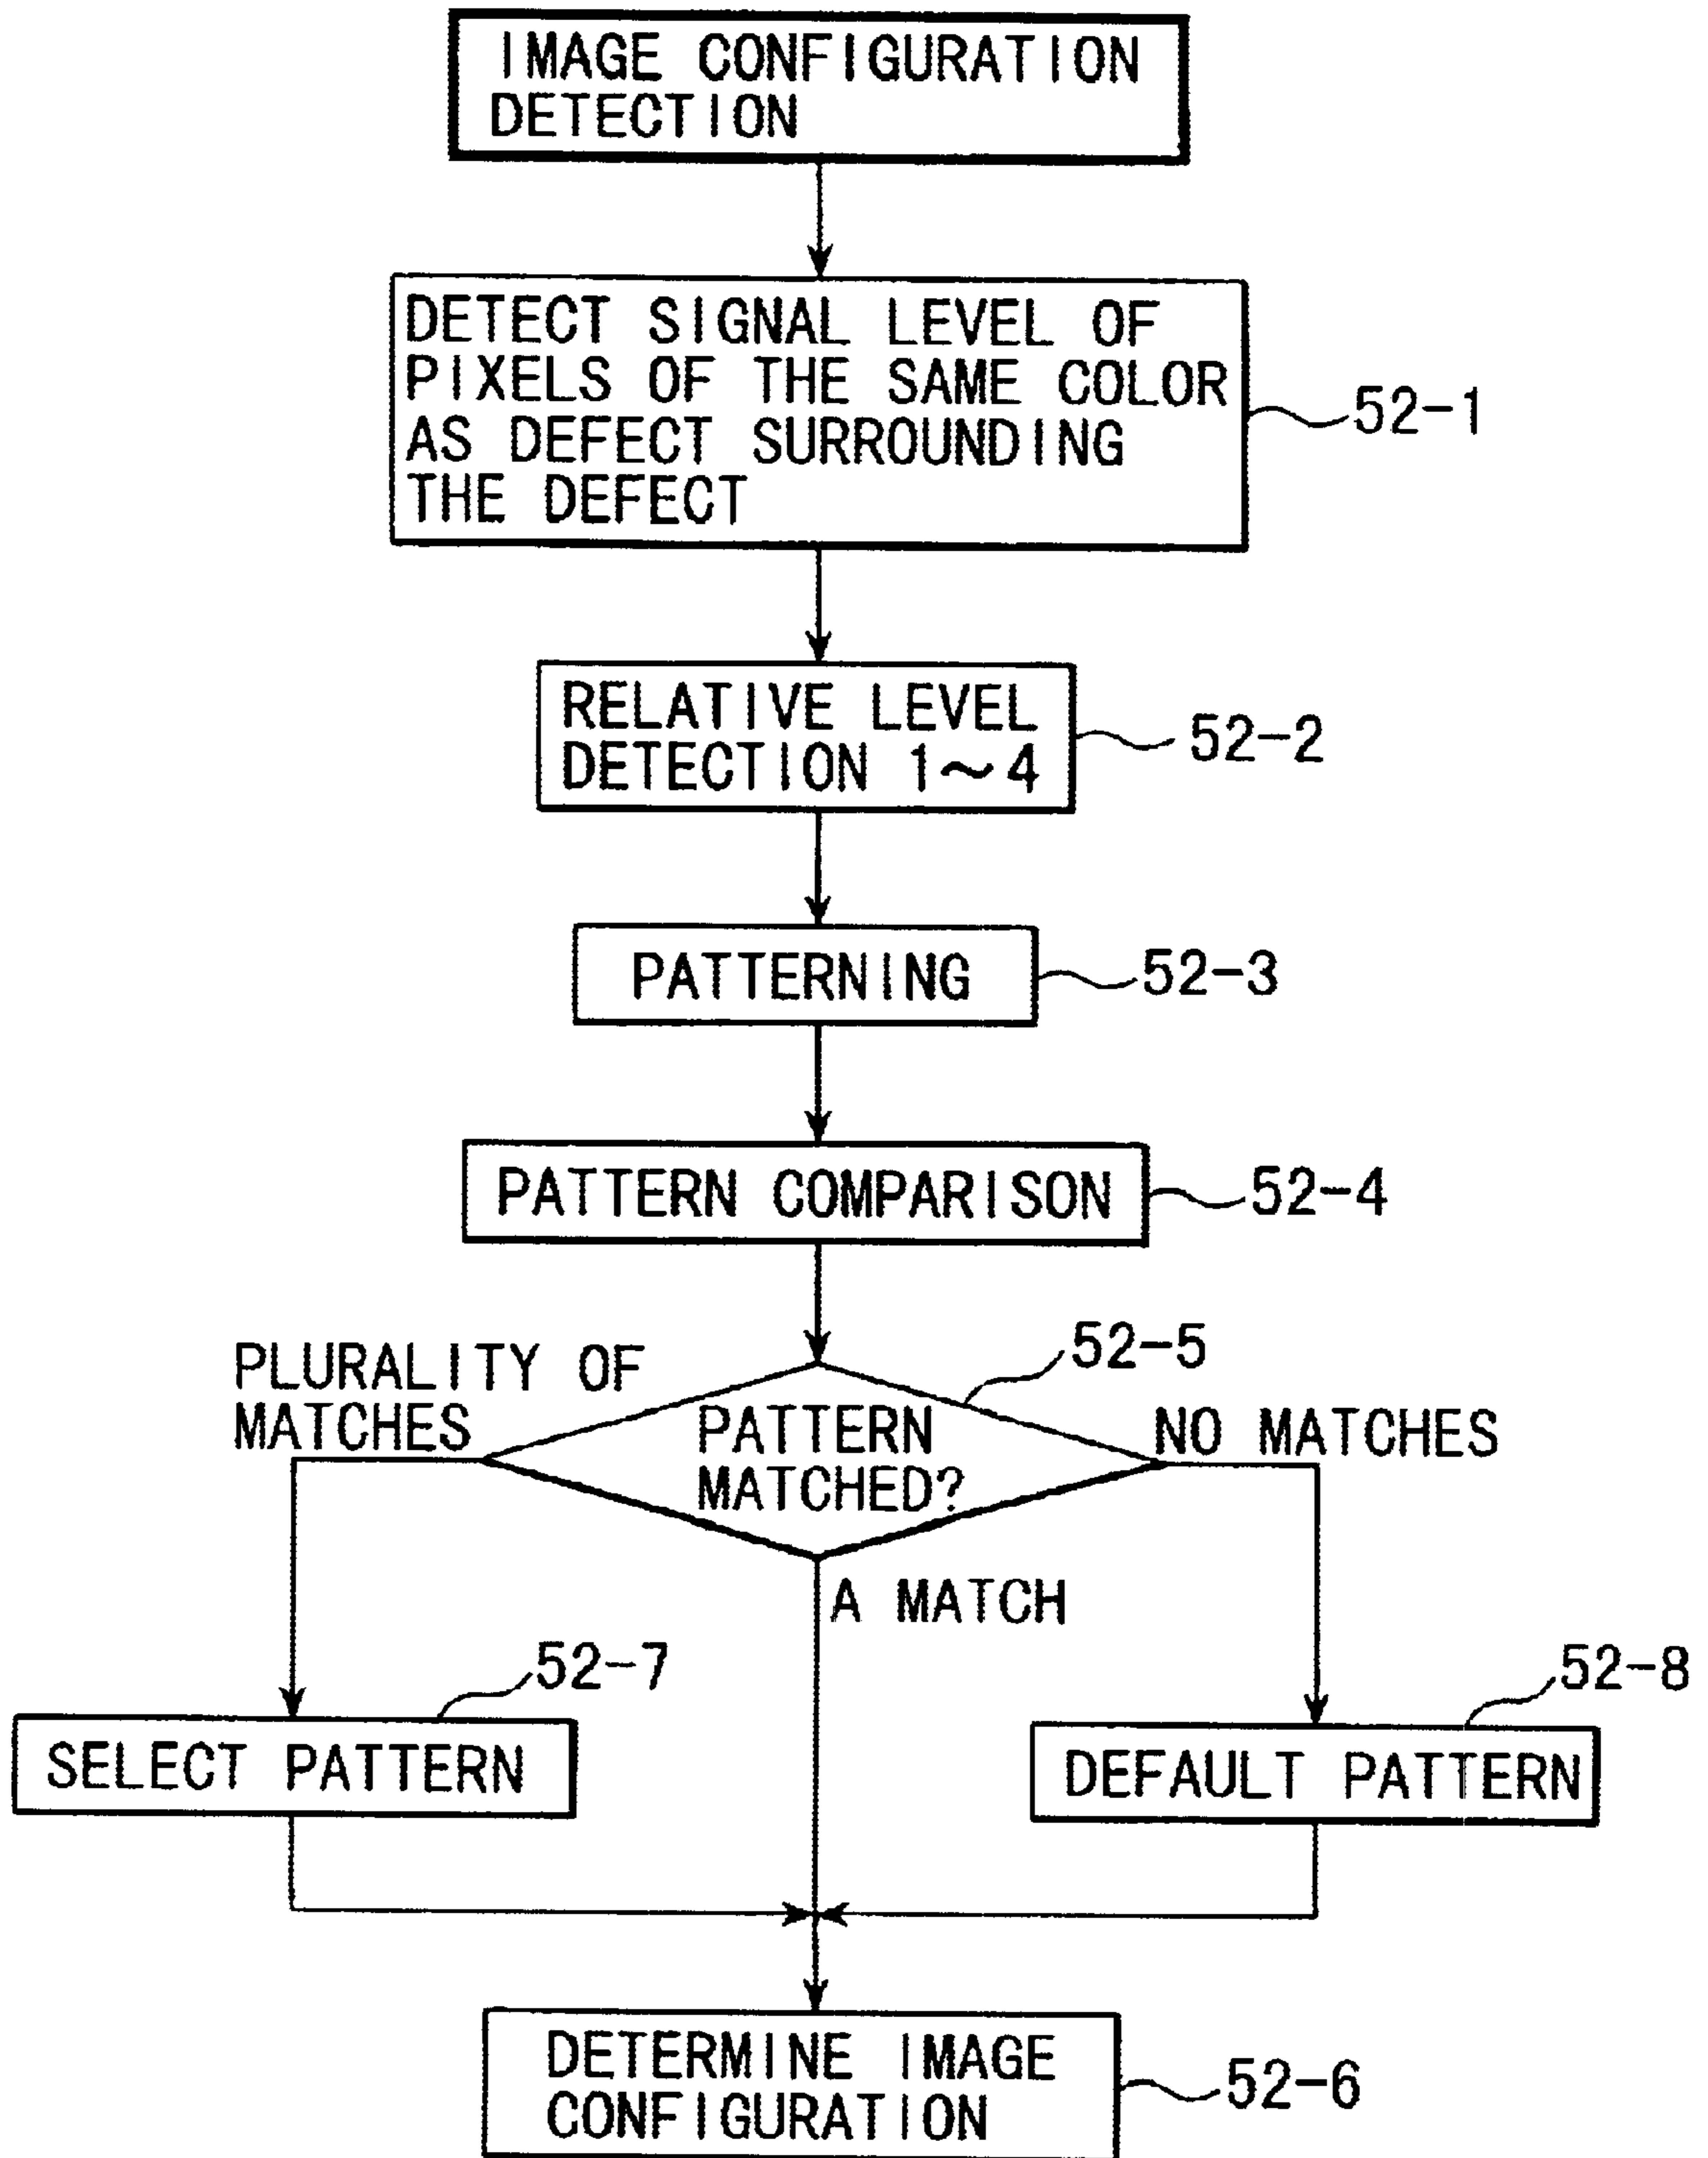 IMAGE CONFIGURATION
DETECTION
DETECT SIGNAL LEVEL OF
PIXELS OF THE SAME COLOR
AS DEFECT SURROUNDING
THE DEFECT
52-1
RELATIVE LEVEL
DETECTION 1~4
52-2
PATTERNING
52-3
PATTERN COMPARISON
52-4
52-5
PLURALITY OF
MATCHES
PATTERN
MATCHED?
NO MATCHES
A MATCH
52-7
52-8
SELECT PATTERN
DEFAULT PATTERN
DETERMINE IMAGE
CONFIGURATION
52-6